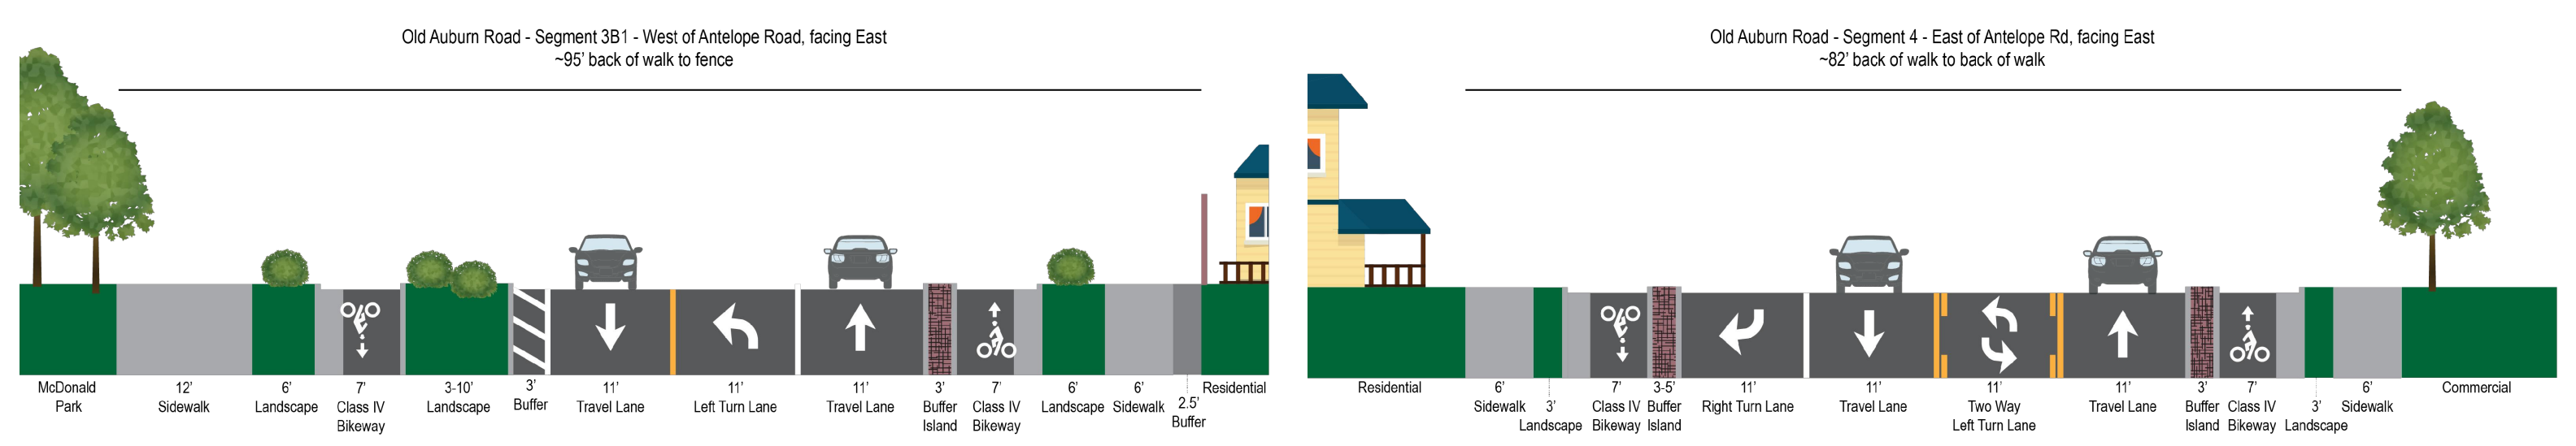 Old Auburn Road - Segment 3B1 - West of Antelope Road, facing East
~95' back of walk to fence
McDonald
Park
12'
Sidewalk
6'
Landscape
7'
Class IV
Bikeway
3-10'
Landscape
3'
Buffer
11'
Travel Lane
11'
Left Turn Lane
11'
Travel Lane
3'
Buffer
Island
7'
Class IV
Bikeway
6'
Landscape
6'
Sidewalk
2.5'
Buffer
Residential
Old Auburn Road - Segment 4 - East of Antelope Rd, facing East
~82' back of walk to back of walk
Residential
6'
Sidewalk
3'
Landscape
7'
Class IV
Bikeway
3-5'
Buffer
Island
11'
Right Turn Lane
11'
Travel Lane
11'
Two Way
Left Turn Lane
11'
Travel Lane
3'
Buffer
Island
7'
Class IV
Bikeway
3'
Landscape
6'
Sidewalk
Commercial